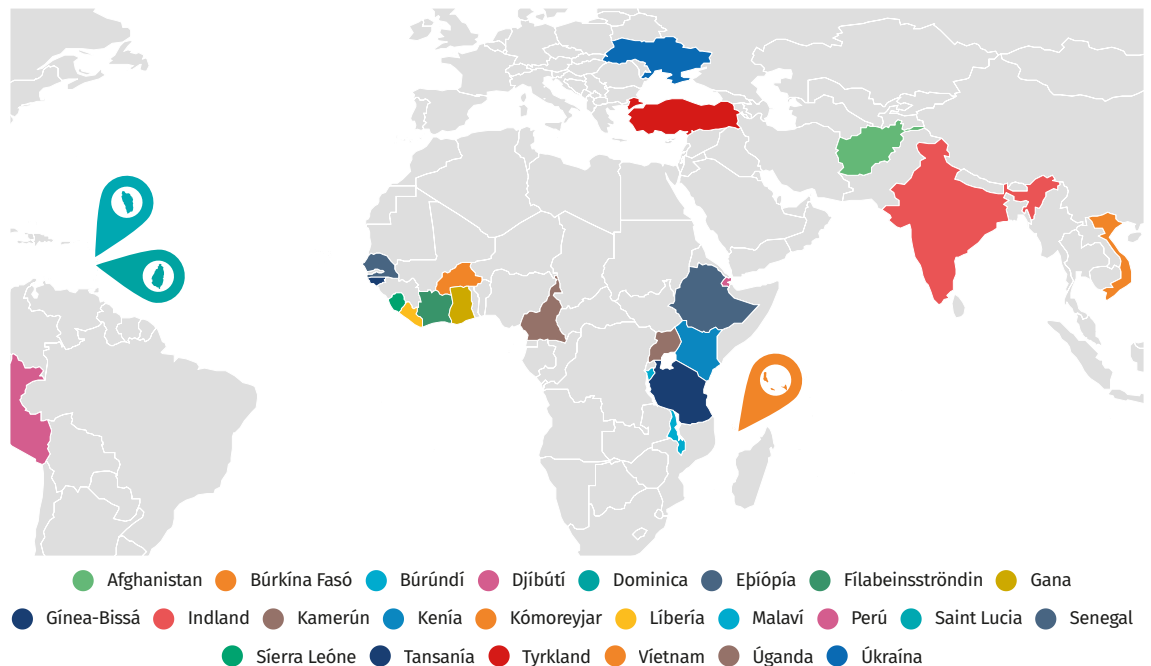 Afghanistan Búrkína Fasó Búrúndí Djíbútí Dominica Eþíópía Fílabeinsströndin Gana
Gínea-Bissá Indland Kamerún Kenía Kómoreyjar Líbería Malaví Perú Saint Lucia Senegal
Síerra Leóne Tansanía Tyrkland Víetnam Úganda Úkraína